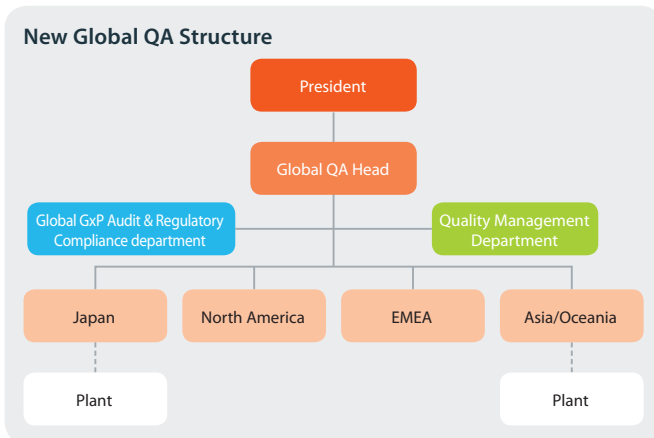 New Global QA Structure
President
Global QA Head
Global GxP Audit & Regulatory
Compliance department
Quality Management
Department
Japan
North America
EMEA
Asia/Oceania
Plant
Plant